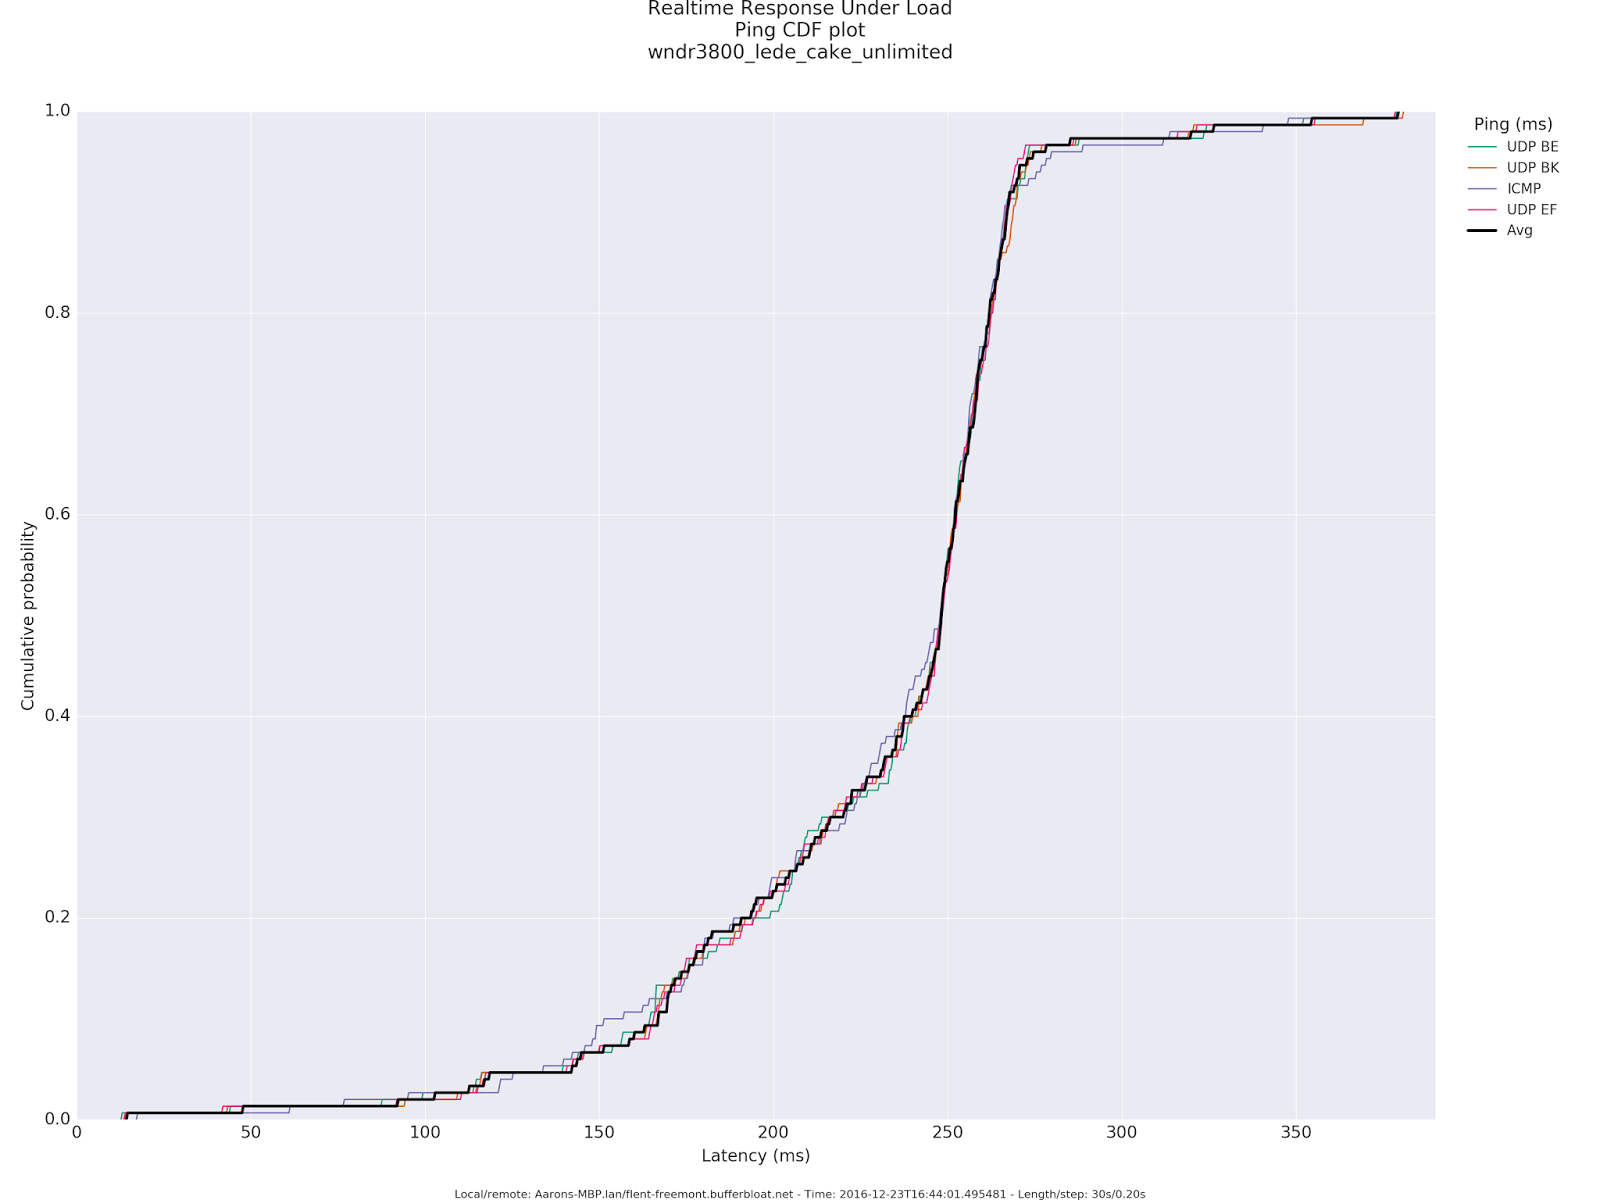 Realtime Response Under Load
Ping CDF plot
wndr3800_lede_cake_unlimited
1.0
0.8
0.6
0.4
0.2
0.0
Cumulative probability
0 50 100 150 200 250 300 350
Latency (ms)
Ping (ms)
UDP BE
UDP BK
ICMP
UDP EF
Avg
Local/remote: Aarons-MBP.lan/flent-freemont.bufferbloat.net - Time: 2016-12-23T16:44:01.495481 - Length/step: 30s/0.20s